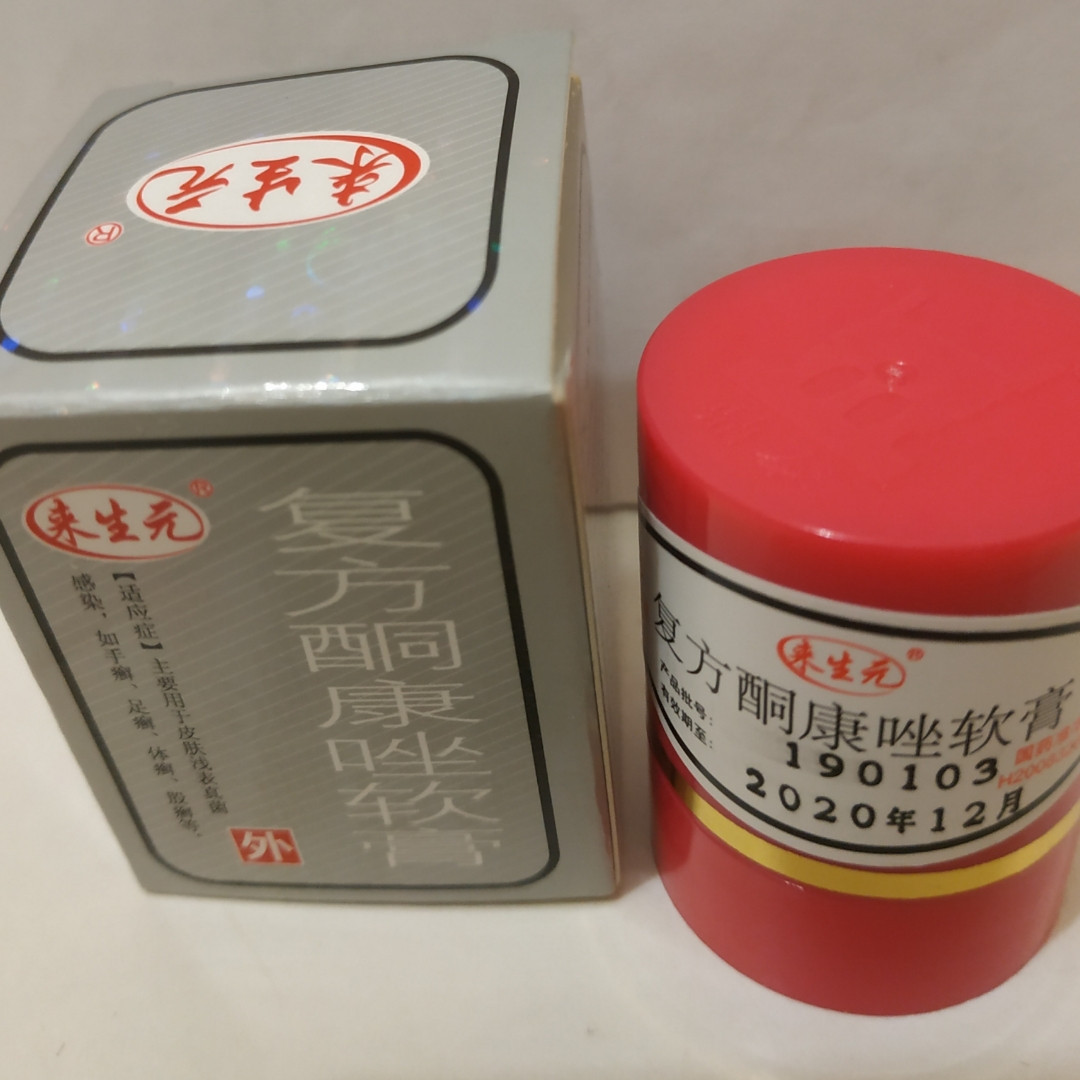 来生元
®
来生元®
复方酮康唑软膏
【适应症】主要用于皮肤浅表真菌
感染，如手癣、足癣、体癣、股癣等。
外
来生元®
复方酮康唑软膏
产品批号：
190103
有效期至：
2020年12月
国药准